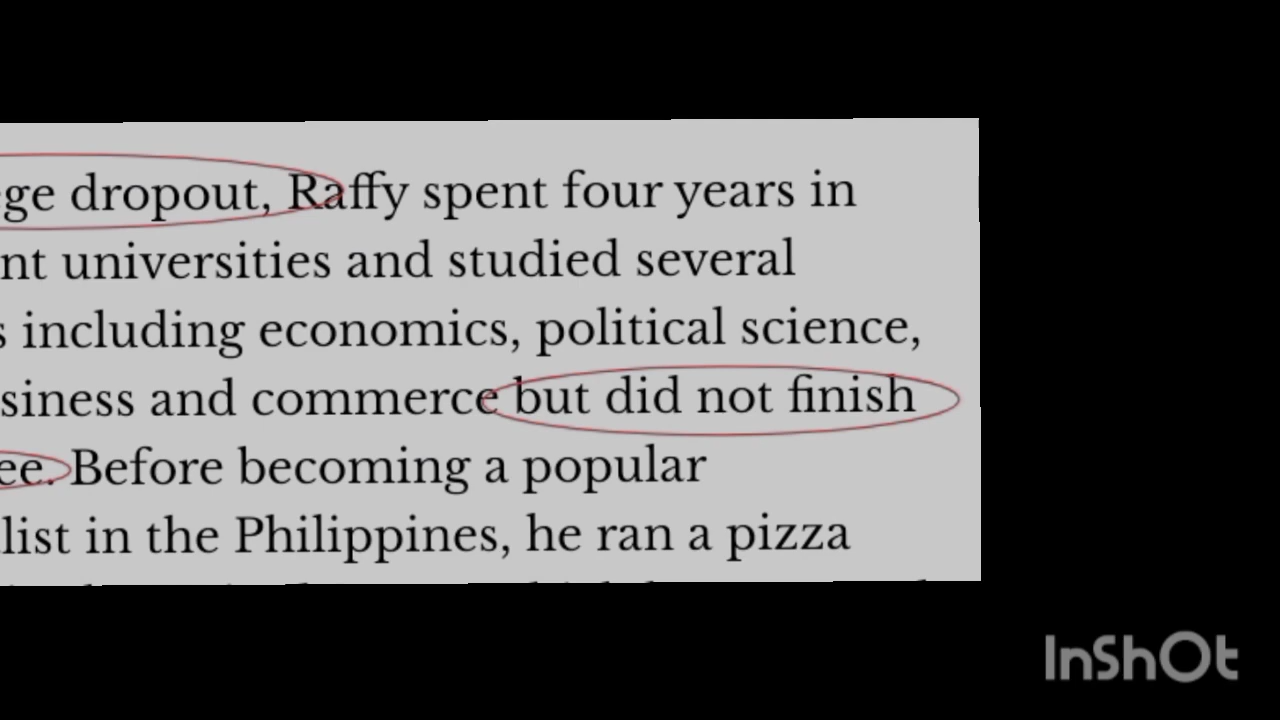 ege dropout, Raffy spent four years in
nt universities and studied several
s including economics, political science,
siness and commerce but did not finish
ee. Before becoming a popular
list in the Philippines, he ran a pizza
InShOt